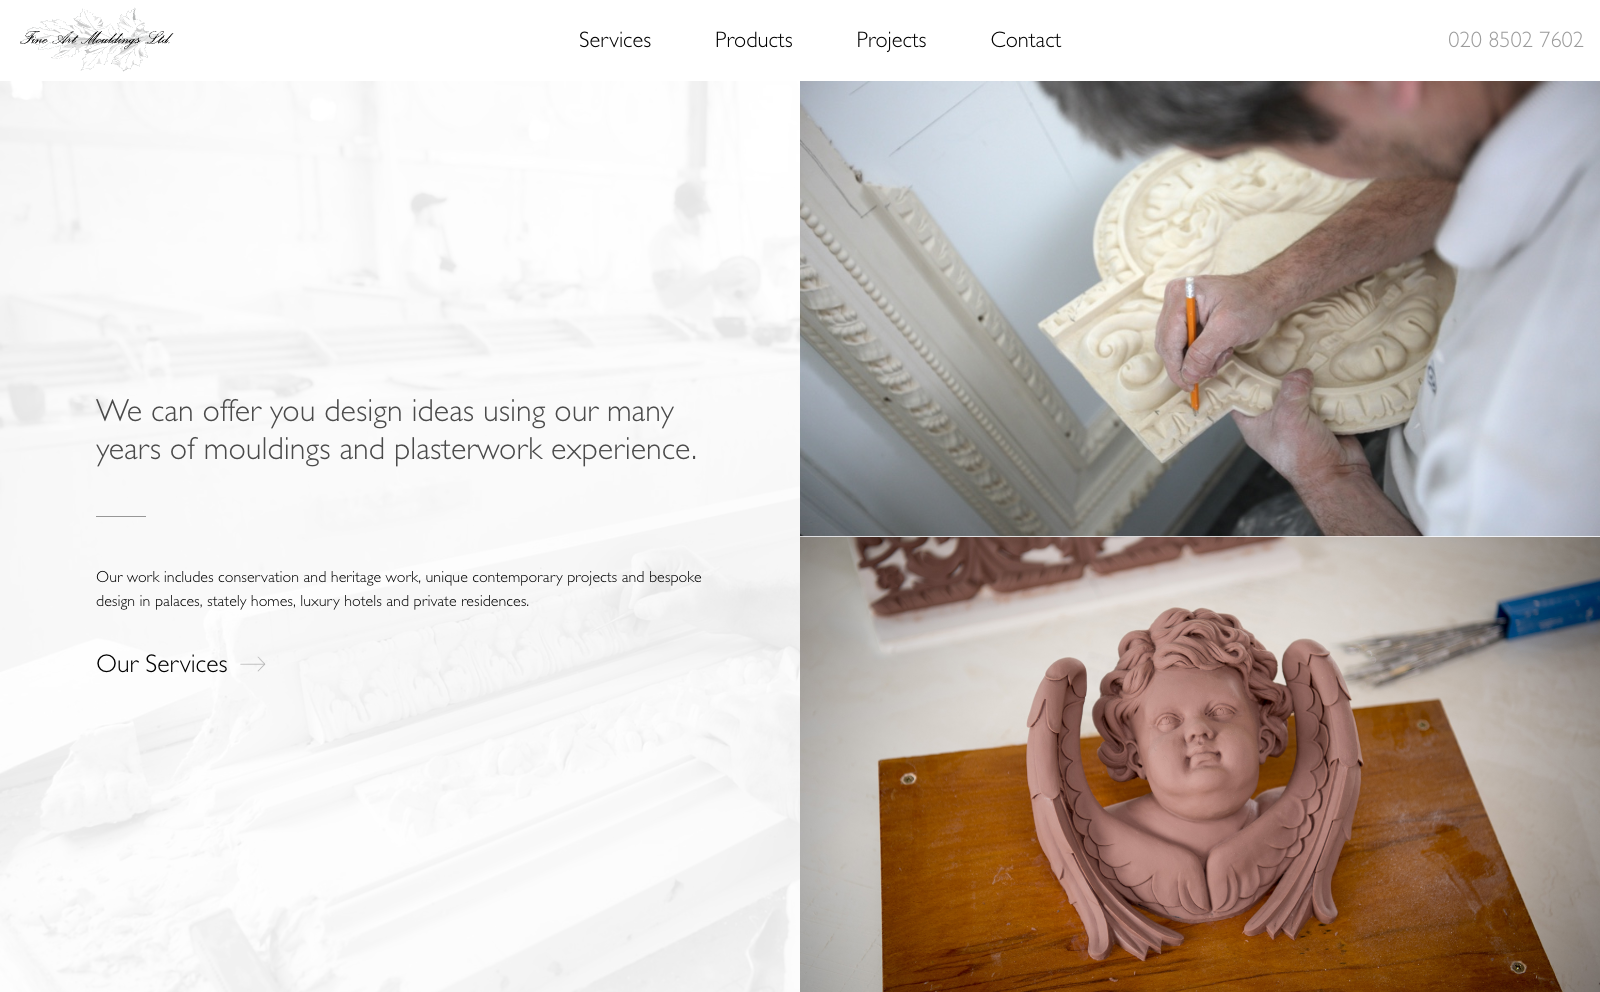 Fine Art Mouldings Ltd.
Services
Products
Projects
Contact
020 8502 7602
We can offer you design ideas using our many
years of mouldings and plasterwork experience.
Our work includes conservation and heritage work, unique contemporary projects and bespoke
design in palaces, stately homes, luxury hotels and private residences.
Our Services